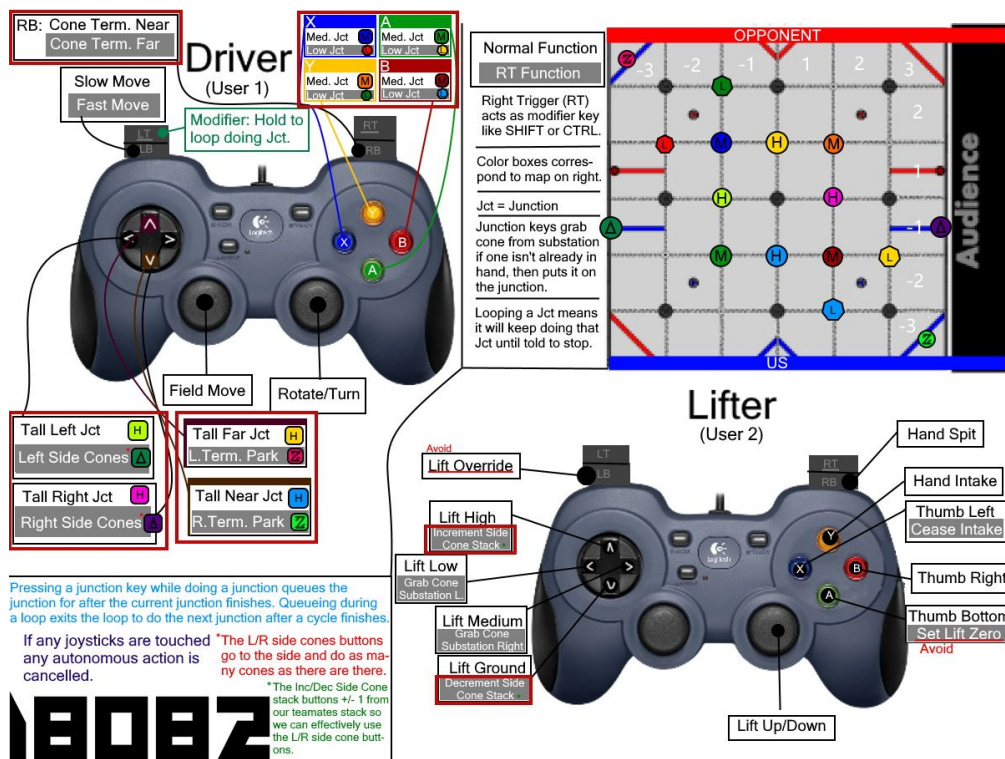 RB: Cone Term. Near
Cone Term. Far
Driver
(User 1)
Slow Move
Fast Move
X
Med. Jct M
Low Jct L
A
Med. Jct M
Low Jct L
Y
Med. Jct M
Low Jct L
B
Med. Jct M
Low Jct L
LT
LB
Modifier: Hold to
loop doing Jct.
RT
RB
Logitech
Y
X
B
A
Field Move
Rotate/Turn
Tall Left Jct H
Left Side Cones* Δ
Tall Right Jct H
Right Side Cones* Δ
Tall Far Jct H
L.Term. Park Z
Tall Near Jct H
R.Term. Park Z
Normal Function
RT Function
Right Trigger (RT)
acts as modifier key
like SHIFT or CTRL.
Color boxes corres-
pond to map on right.
Jct = Junction
Junction keys grab
cone from substation
if one isn't already in
hand, then puts it on
the junction.
Looping a Jct means
it will keep doing that
Jct until told to stop.
OPPONENT
Z -3 -2 -1 1 2 3
L
2
L M H M
1
H H
Δ -1 Δ
M H M L
-2
L -3
Z
US
Audience
Lifter
(User 2)
Avoid
Lift Override
LT
LB
RT
RB
Hand Spit
Hand Intake
Thumb Left
Cease Intake
Thumb Right
Thumb Bottom
Set Lift Zero
Avoid
Lift High
Increment Side
Cone Stack*
Lift Low
Grab Cone
Substation L.
Lift Medium
Grab Cone
Substation Right
Lift Ground
Decrement Side
Cone Stack*
Logitech
Y
X
B
A
Lift Up/Down
Pressing a junction key while doing a junction queues the
junction for after the current junction finishes. Queueing during
a loop exits the loop to do the next junction after a cycle finishes.
If any joysticks are touched
any autonomous action is
cancelled.
*The L/R side cones buttons
go to the side and do as ma-
ny cones as there are there.
*The Inc/Dec Side Cone
stack buttons +/- 1 from
our teamates stack so
we can effectively use
the L/R side cone butt-
ons.
18082